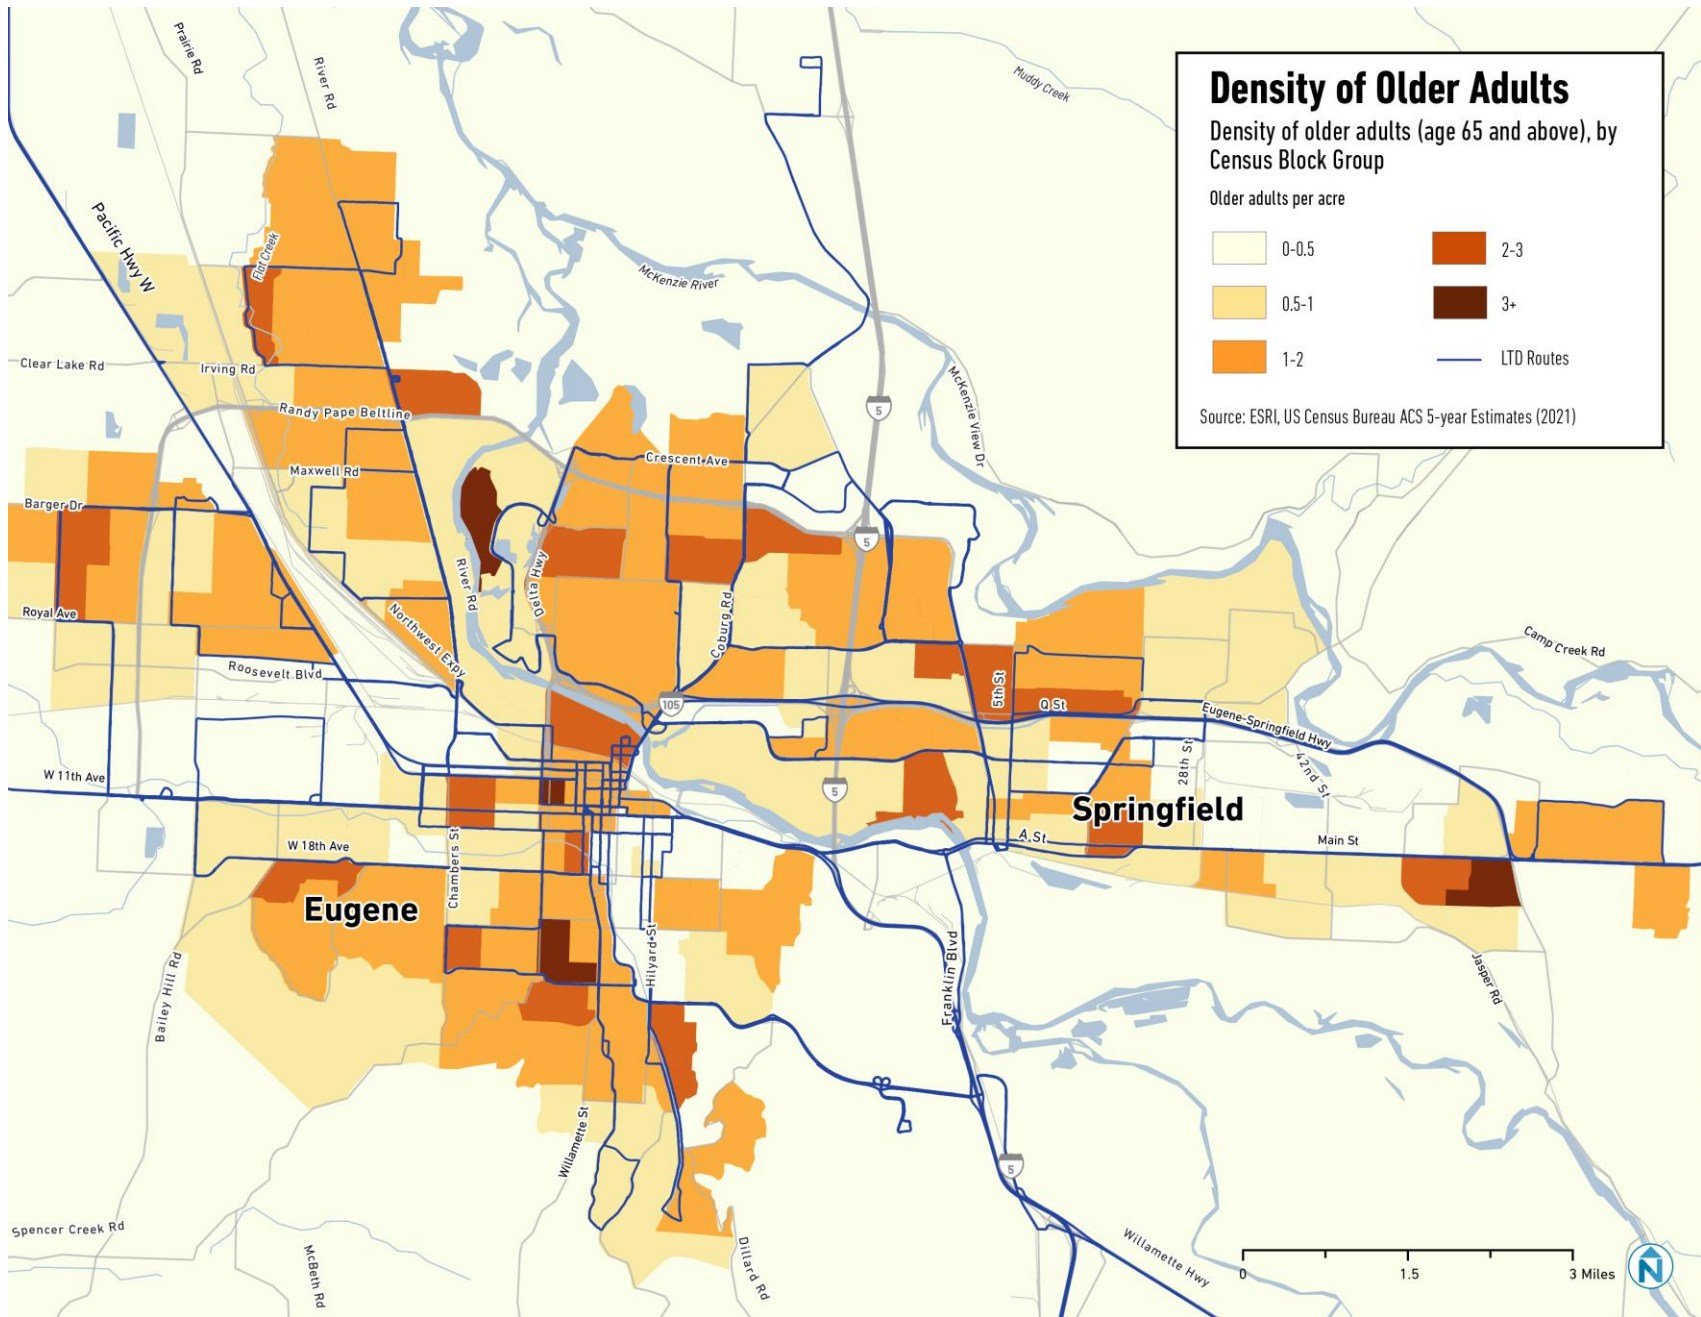 Density of Older Adults
Density of older adults (age 65 and above), by
Census Block Group
Older adults per acre
0-0.5
2-3
0.5-1
3+
1-2
LTD Routes
Source: ESRI, US Census Bureau ACS 5-year Estimates (2021)
Prairie Rd
River Rd
Muddy Creek
Pacific Hwy W
Flat Creek
McKenzie River
Clear Lake Rd
Irving Rd
Randy Pape Beltline
5
McKenzie View Dr
Crescent Ave
Maxwell Rd
Barger Dr
5
River Rd
Delta Hwy
Coburg Rd
Royal Ave
Northwest Expy
Camp Creek Rd
Roosevelt Blvd
5th St
105
Q St
Eugene-Springfield Hwy
28th St
42nd St
W 11th Ave
5
Springfield
A St
Main St
W 18th Ave
Chambers St
Eugene
Hilyard St
Franklin Blvd
Bailey Hill Rd
Jasper Rd
Willamette St
5
Spencer Creek Rd
McBeth Rd
Dillard Rd
Willamette Hwy
0
1.5
3 Miles
N